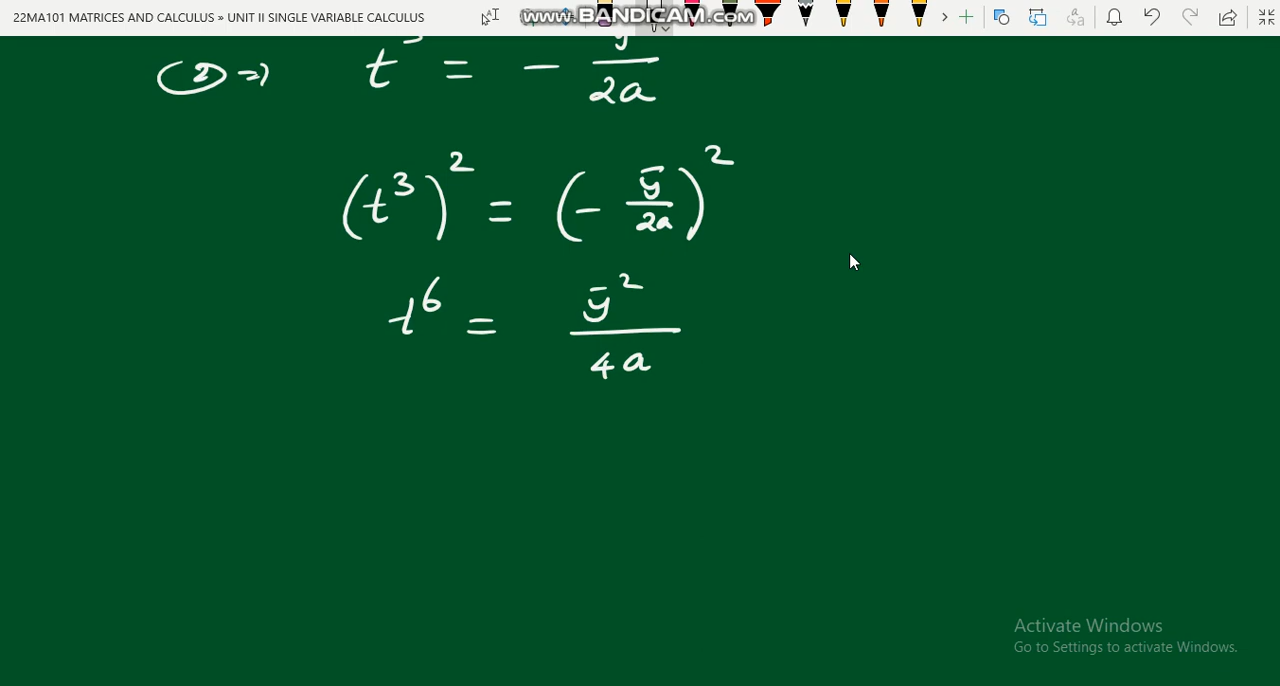 22MA101 MATRICES AND CALCULUS » UNIT II SINGLE VARIABLE CALCULUS
www.BANDICAM.com
(2) => t³ = - ȳ/2a
(t³)² = (- ȳ/2a)²
t⁶ = ȳ²/4a
Activate Windows
Go to Settings to activate Windows.